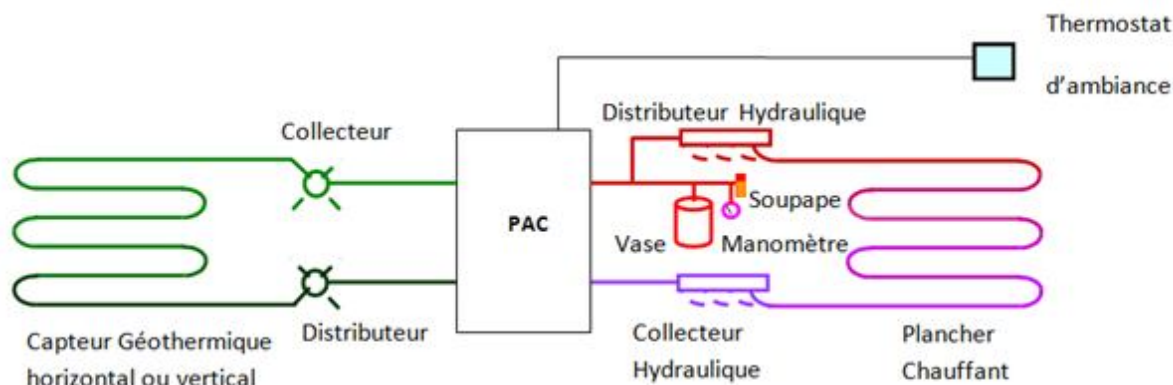 Thermostat
d'ambiance
Distributeur Hydraulique
Collecteur
PAC
Soupape
Vase
Manomètre
Capteur Géothermique
horizontal ou vertical
Distributeur
Collecteur
Hydraulique
Plancher
Chauffant